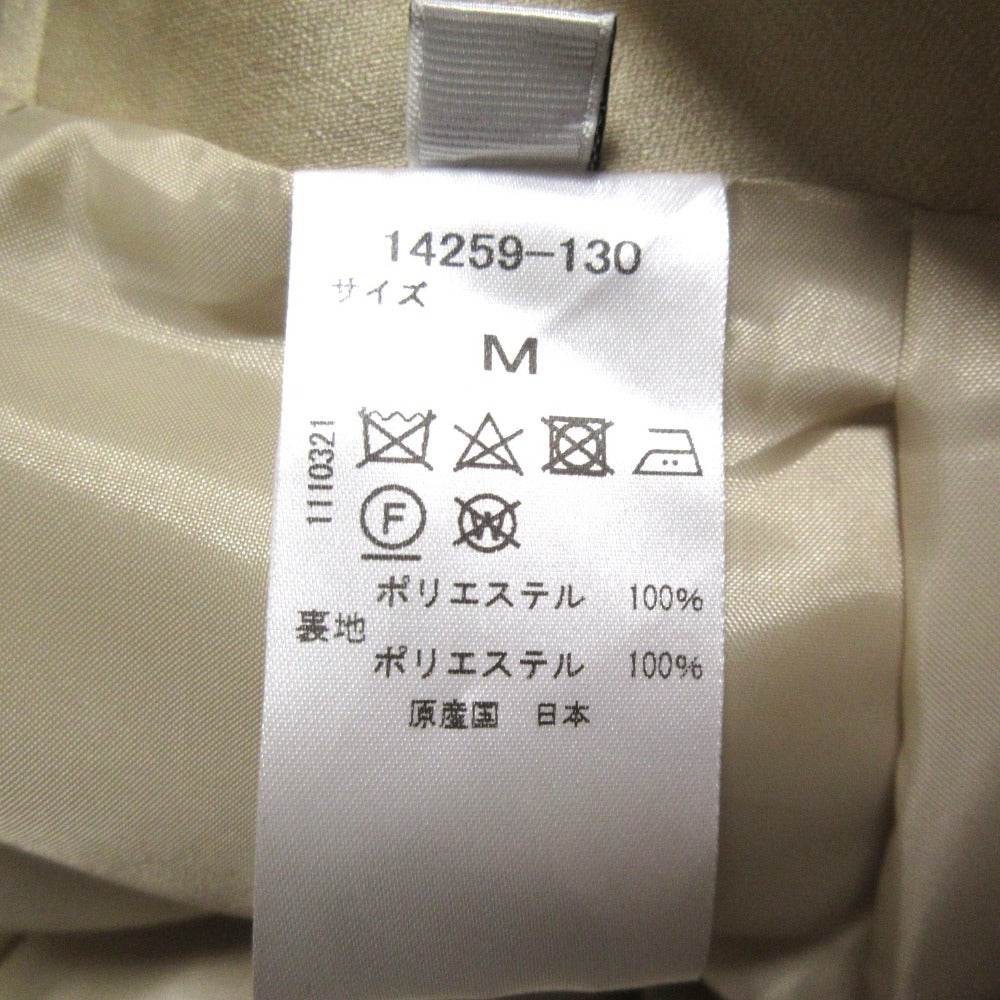 14259-130
サイズ
M
1110321
F
W
ポリエステル 100%
裏地
ポリエステル 100%
原産国 日本